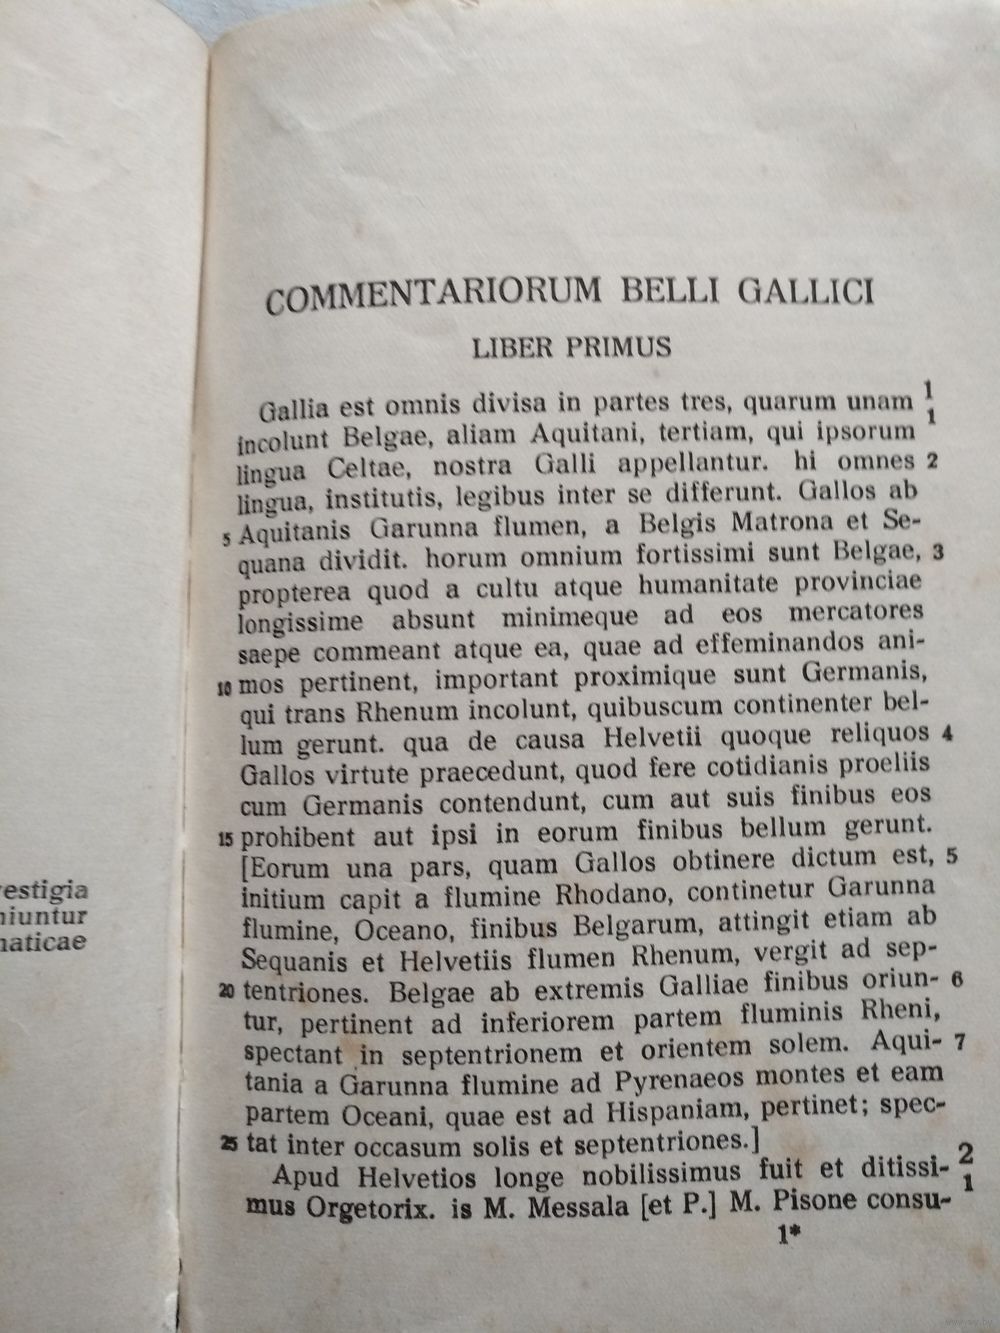 estigia
iuntur
aticae
COMMENTARIORUM BELLI GALLICI
LIBER PRIMUS
Gallia est omnis divisa in partes tres, quarum unam 1
incolunt Belgae, aliam Aquitani, tertiam, qui ipsorum 1
lingua Celtae, nostra Galli appellantur. hi omnes 2
lingua, institutis, legibus inter se differunt. Gallos ab
5 Aquitanis Garunna flumen, a Belgis Matrona et Se-
quana dividit. horum omnium fortissimi sunt Belgae, 3
propterea quod a cultu atque humanitate provinciae
longissime absunt minimeque ad eos mercatores
saepe commeant atque ea, quae ad effeminandos ani-
10 mos pertinent, important proximique sunt Germanis,
qui trans Rhenum incolunt, quibuscum continenter bel-
lum gerunt. qua de causa Helvetii quoque reliquos 4
Gallos virtute praecedunt, quod fere cotidianis proeliis
cum Germanis contendunt, cum aut suis finibus eos
15 prohibent aut ipsi in eorum finibus bellum gerunt.
[Eorum una pars, quam Gallos obtinere dictum est, 5
initium capit a flumine Rhodano, continetur Garunna
flumine, Oceano, finibus Belgarum, attingit etiam ab
Sequanis et Helvetiis flumen Rhenum, vergit ad sep-
20 tentriones. Belgae ab extremis Galliae finibus oriun- 6
tur, pertinent ad inferiorem partem fluminis Rheni,
spectant in septentrionem et orientem solem. Aqui- 7
tania a Garunna flumine ad Pyrenaeos montes et eam
partem Oceani, quae est ad Hispaniam, pertinet; spec-
25 tat inter occasum solis et septentriones.]
Apud Helvetios longe nobilissimus fuit et ditissi- 2
mus Orgetorix. is M. Messala [et P.] M. Pisone consu- 1
1*